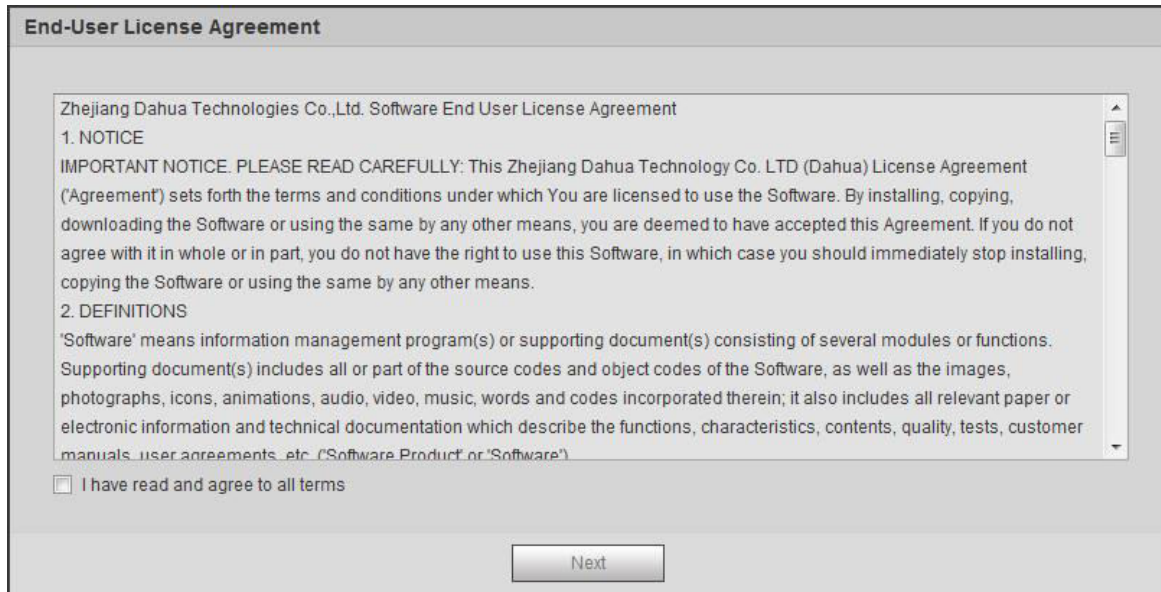 End-User License Agreement
Zhejiang Dahua Technologies Co.,Ltd. Software End User License Agreement
1. NOTICE
IMPORTANT NOTICE. PLEASE READ CAREFULLY: This Zhejiang Dahua Technology Co. LTD (Dahua) License Agreement
('Agreement') sets forth the terms and conditions under which You are licensed to use the Software. By installing, copying,
downloading the Software or using the same by any other means, you are deemed to have accepted this Agreement. If you do not
agree with it in whole or in part, you do not have the right to use this Software, in which case you should immediately stop installing,
copying the Software or using the same by any other means.
2. DEFINITIONS
'Software' means information management program(s) or supporting document(s) consisting of several modules or functions.
Supporting document(s) includes all or part of the source codes and object codes of the Software, as well as the images,
photographs, icons, animations, audio, video, music, words and codes incorporated therein; it also includes all relevant paper or
electronic information and technical documentation which describe the functions, characteristics, contents, quality, tests, customer
manuals, user agreements, etc. ('Software Product' or 'Software')
I have read and agree to all terms
Next